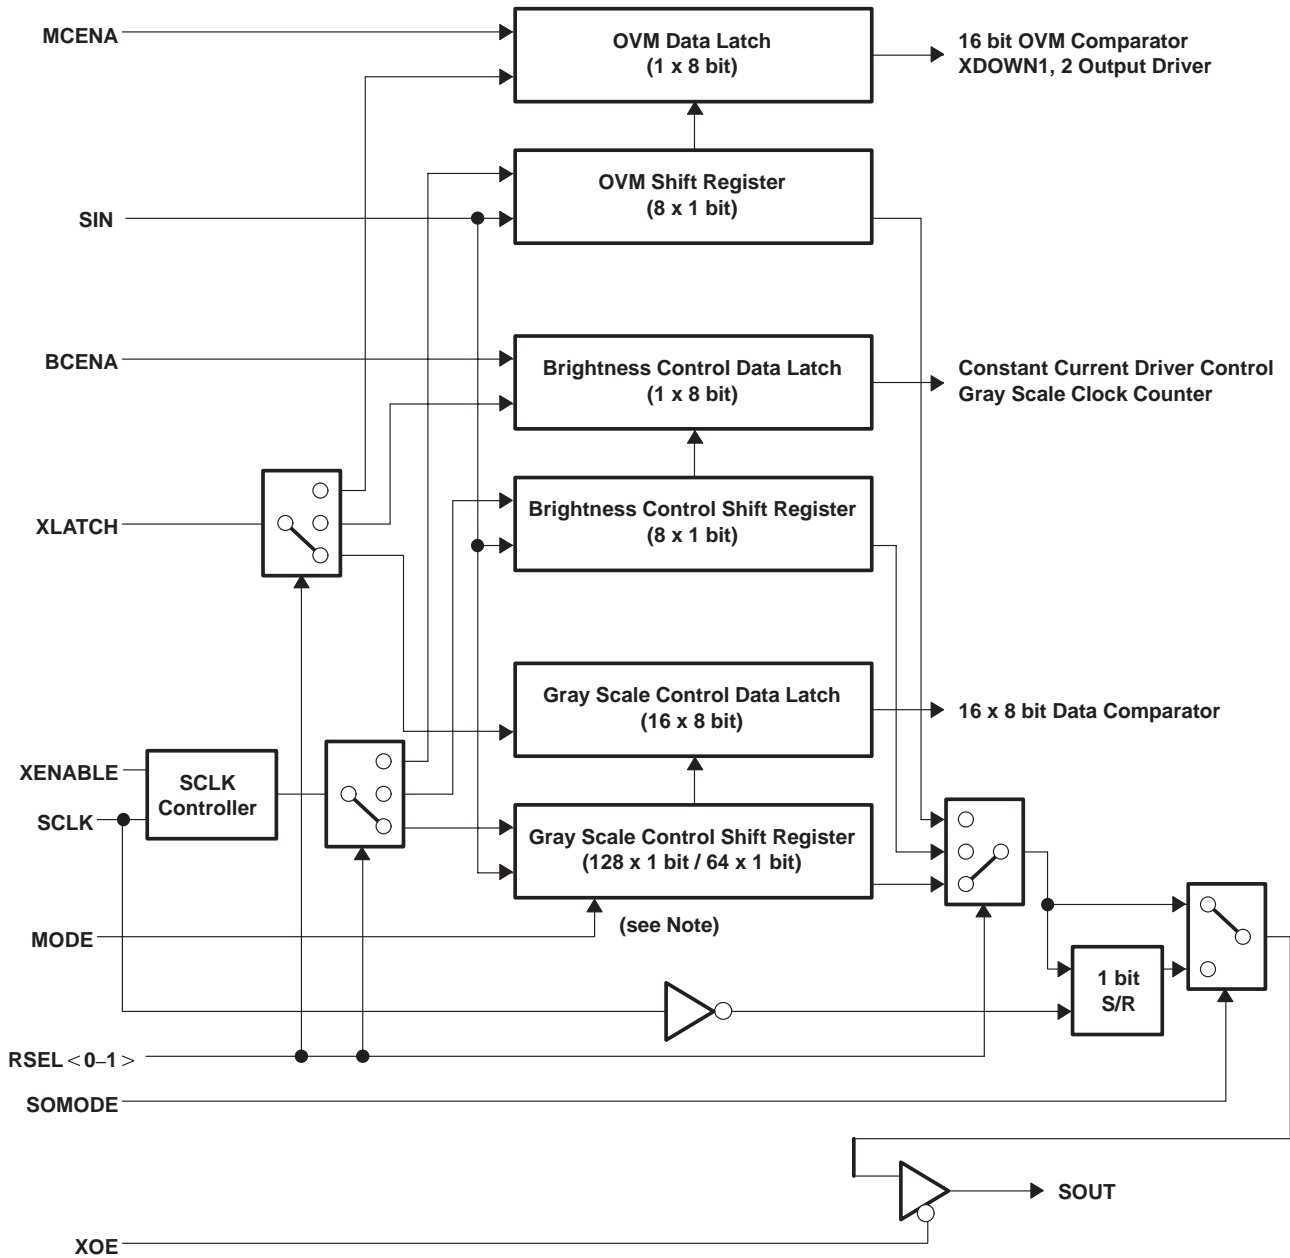 MCENA
OVM Data Latch
(1 x 8 bit)
16 bit OVM Comparator
XDOWN1, 2 Output Driver
OVM Shift Register
(8 x 1 bit)
SIN
BCENA
Brightness Control Data Latch
(1 x 8 bit)
Constant Current Driver Control
Gray Scale Clock Counter
Brightness Control Shift Register
(8 x 1 bit)
XLATCH
Gray Scale Control Data Latch
(16 x 8 bit)
16 x 8 bit Data Comparator
XENABLE
SCLK
Controller
SCLK
Gray Scale Control Shift Register
(128 x 1 bit / 64 x 1 bit)
(see Note)
MODE
1 bit
S/R
RSEL <0–1>
SOMODE
SOUT
XOE